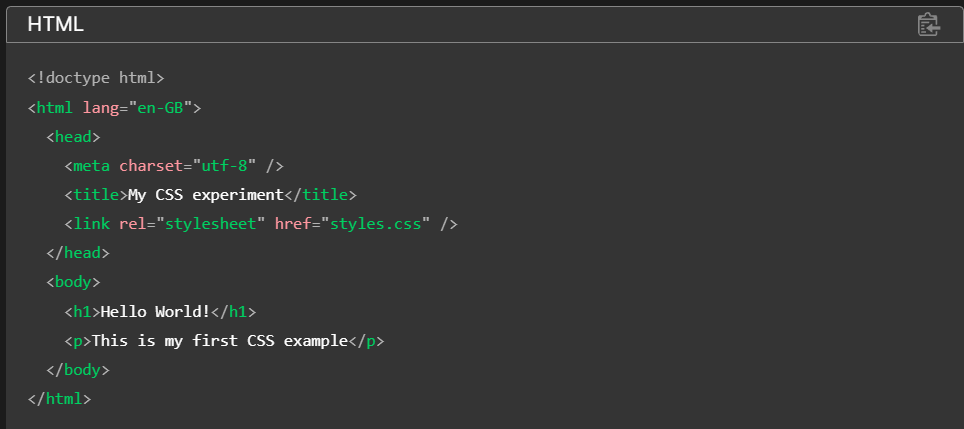 HTML
<!doctype html>
<html lang="en-GB">
  <head>
    <meta charset="utf-8" />
    <title>My CSS experiment</title>
    <link rel="stylesheet" href="styles.css" />
  </head>
  <body>
    <h1>Hello World!</h1>
    <p>This is my first CSS example</p>
  </body>
</html>